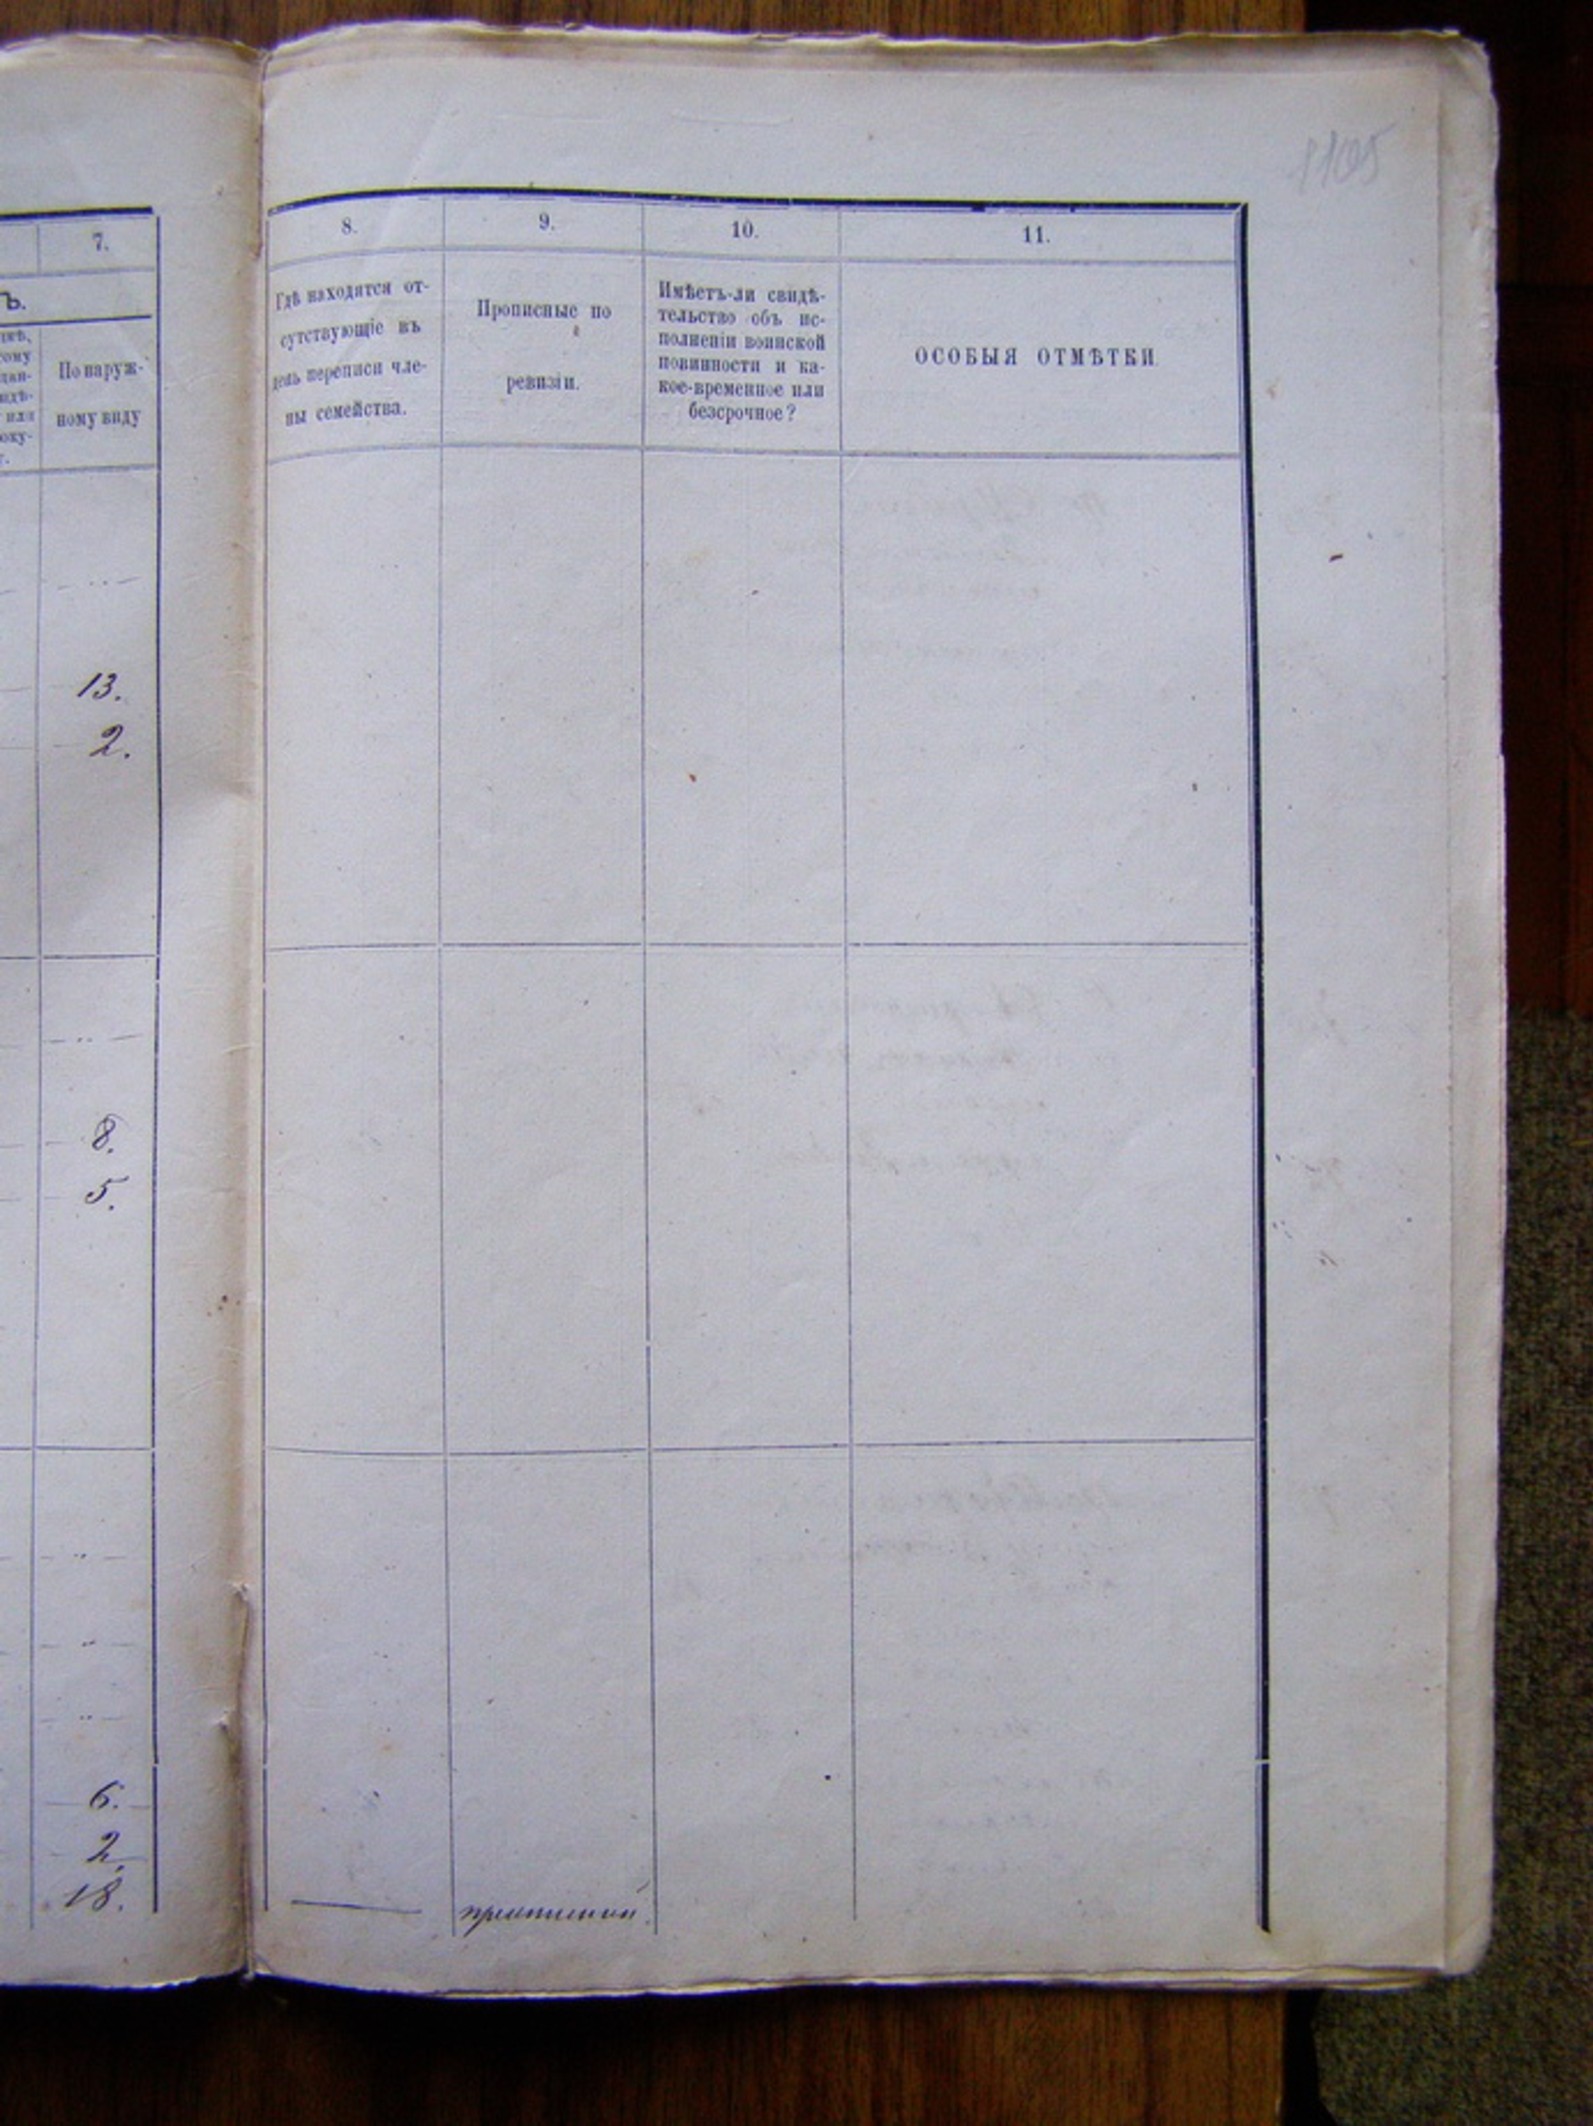 7.
Ъ.
По наруж-
ному виду
13.
2.
8.
5.
6.
2.
18.
8.
Гдѣ находятся от-
сутствующіе въ
день переписи чле-
ны семейства.
9.
Прописные по
ревизіи.
10.
Имѣетъ-ли свидѣ-
тельство объ ис-
полненіи воинской
повинности и ка-
кое-временное или
безсрочное?
11.
ОСОБЫЯ ОТМѢТКИ.